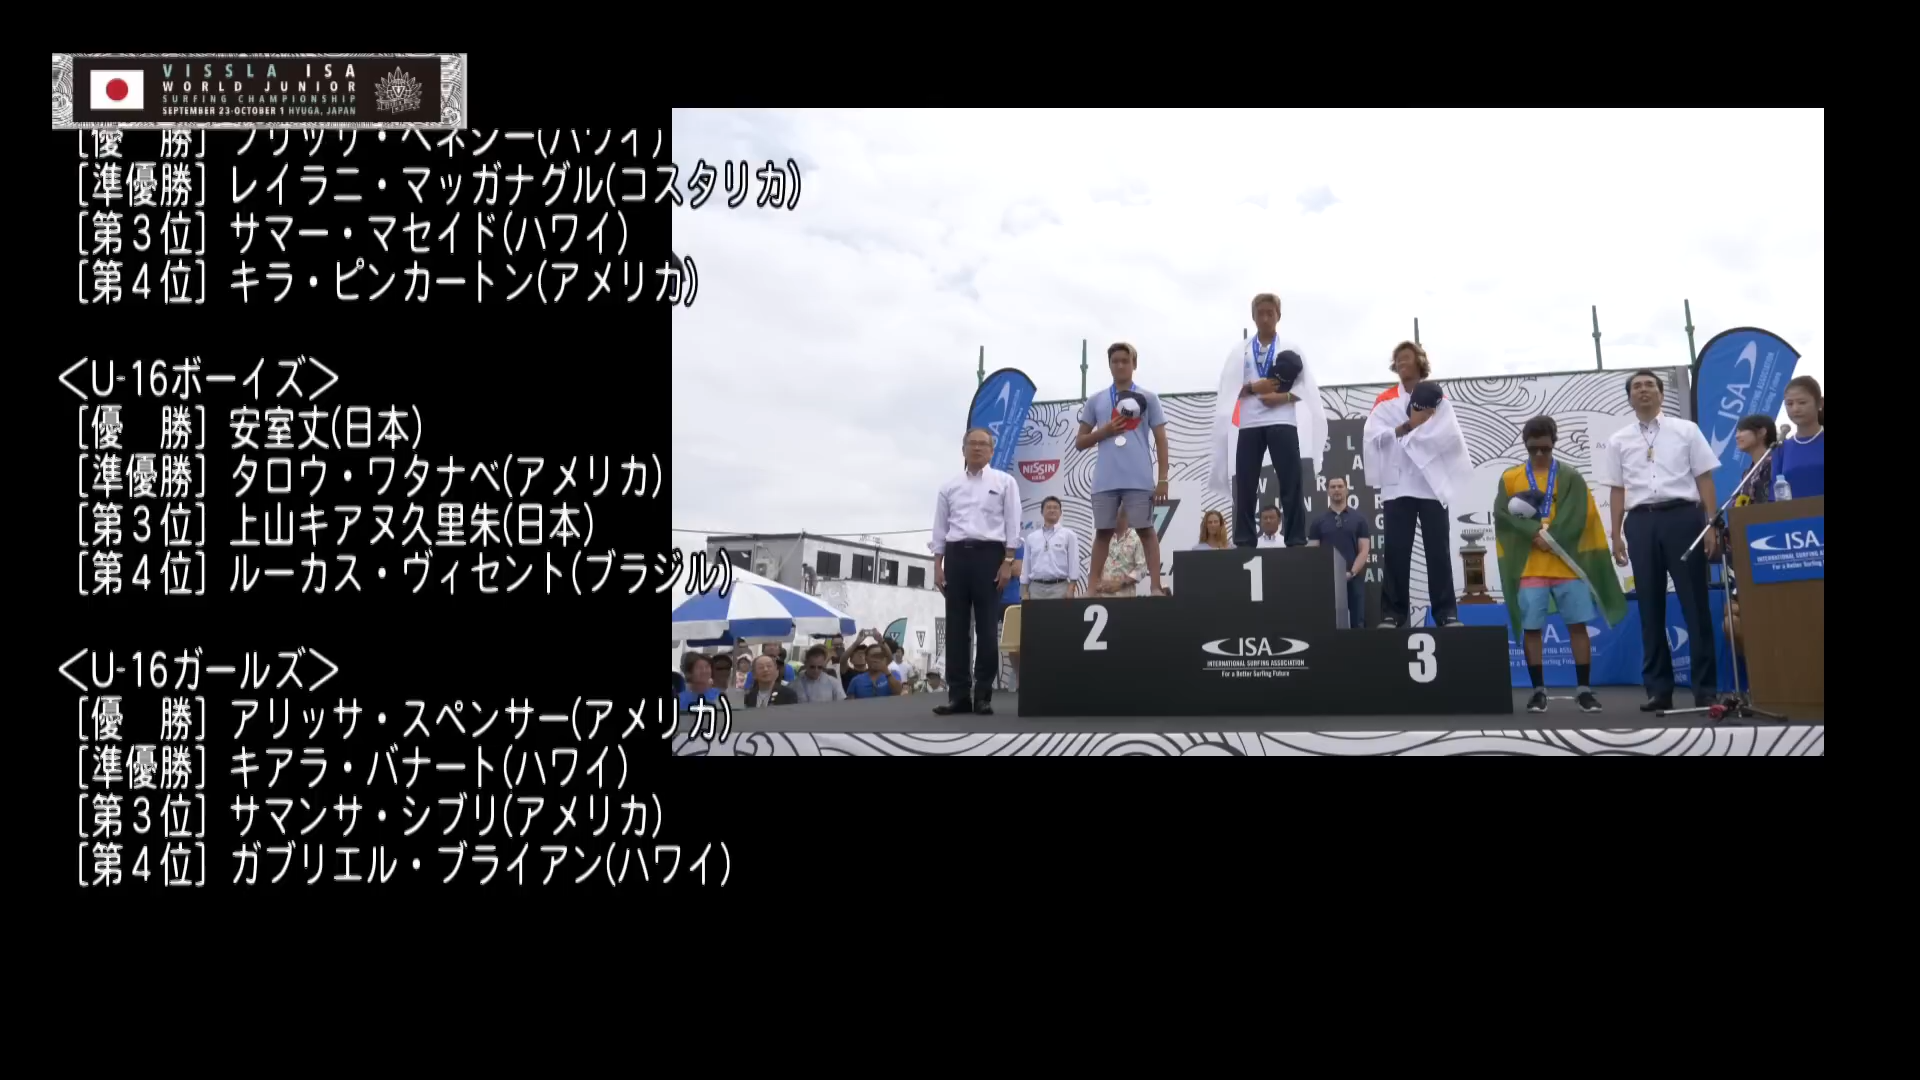 VISSLA ISA
WORLD JUNIOR
SURFING CHAMPIONSHIP
SEPTEMBER 23-OCTOBER 1 HYUGA, JAPAN
[優　勝]
[準優勝] レイラニ・マッガナグル(コスタリカ)
[第3位] サマー・マセイド(ハワイ)
[第4位] キラ・ピンカートン(アメリカ)
<U-16ボーイズ>
[優　勝] 安室丈(日本)
[準優勝] タロウ・ワタナベ(アメリカ)
[第3位] 上山キアヌ久里朱(日本)
[第4位] ルーカス・ヴィセント(ブラジル)
<U-16ガールズ>
[優　勝] アリッサ・スペンサー(アメリカ)
[準優勝] キアラ・バナート(ハワイ)
[第3位] サマンサ・シブリ(アメリカ)
[第4位] ガブリエル・ブライアン(ハワイ)
NISSIN
ISA
ISA
1
2
3
ISA
INTERNATIONAL SURFING ASSOCIATION
For a Better Surfing Future
ISA
INTERNATIONAL SURFING
For a Better Surfing